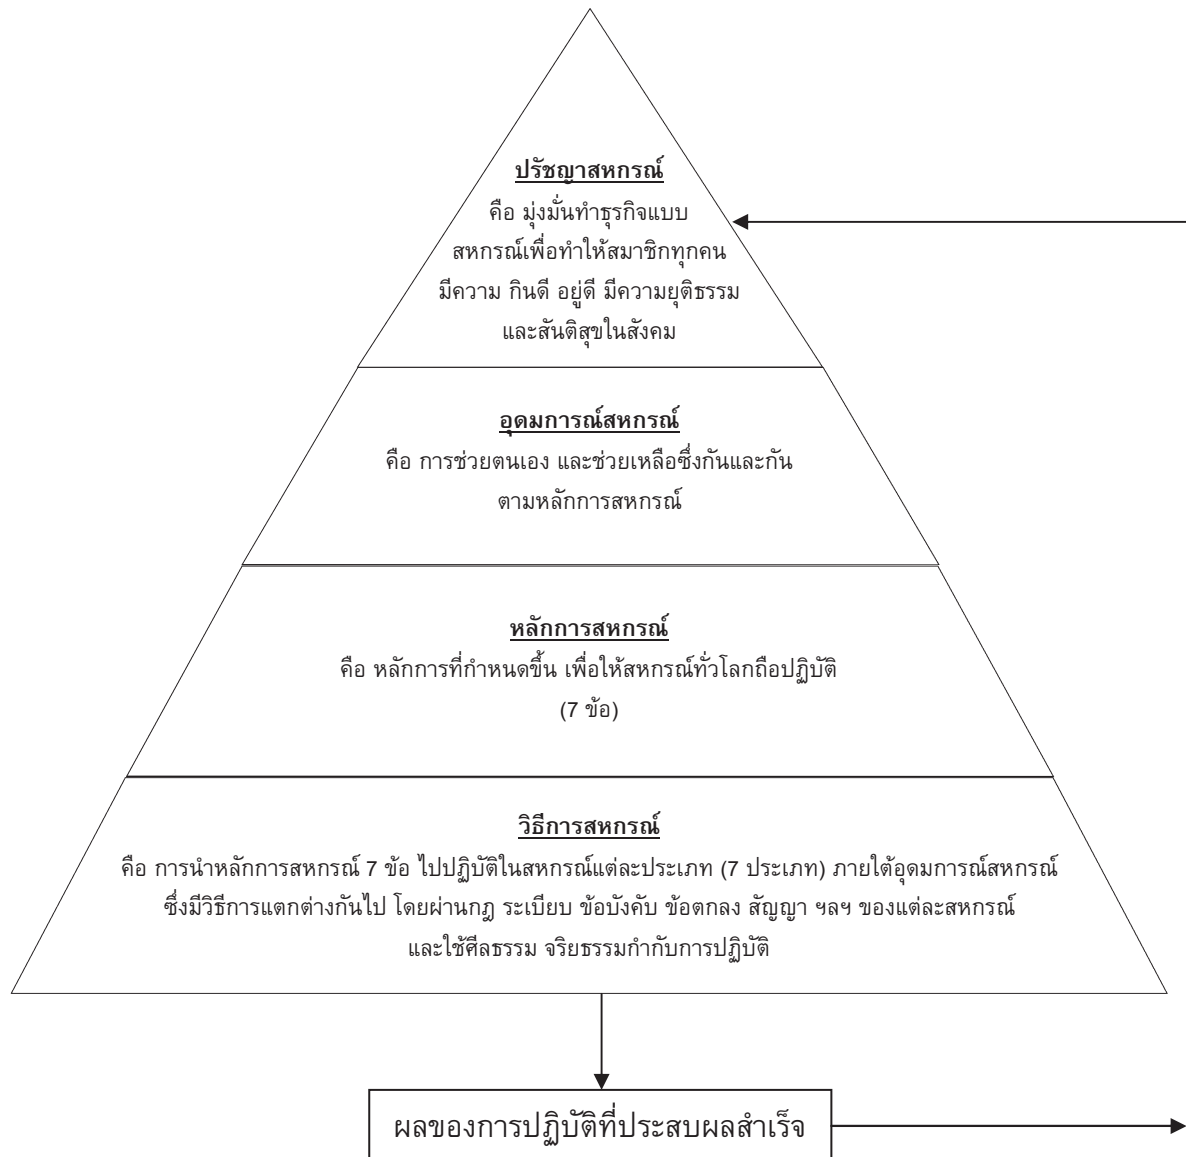 ปรัชญาสหกรณ์
คือ มุ่งมั่นทำธุรกิจแบบ
สหกรณ์เพื่อทำให้สมาชิกทุกคน
มีความ กินดี อยู่ดี มีความยุติธรรม
และสันติสุขในสังคม
อุดมการณ์สหกรณ์
คือ การช่วยตนเอง และช่วยเหลือซึ่งกันและกัน
ตามหลักการสหกรณ์
หลักการสหกรณ์
คือ หลักการที่กำหนดขึ้น เพื่อให้สหกรณ์ทั่วโลกถือปฏิบัติ
(7 ข้อ)
วิธีการสหกรณ์
คือ การนำหลักการสหกรณ์ 7 ข้อ ไปปฏิบัติในสหกรณ์แต่ละประเภท (7 ประเภท) ภายใต้อุดมการณ์สหกรณ์
ซึ่งมีวิธีการแตกต่างกันไป โดยผ่านกฎ ระเบียบ ข้อบังคับ ข้อตกลง สัญญา ฯลฯ ของแต่ละสหกรณ์
และใช้ศีลธรรม จริยธรรมกำกับการปฏิบัติ
ผลของการปฏิบัติที่ประสบผลสำเร็จ